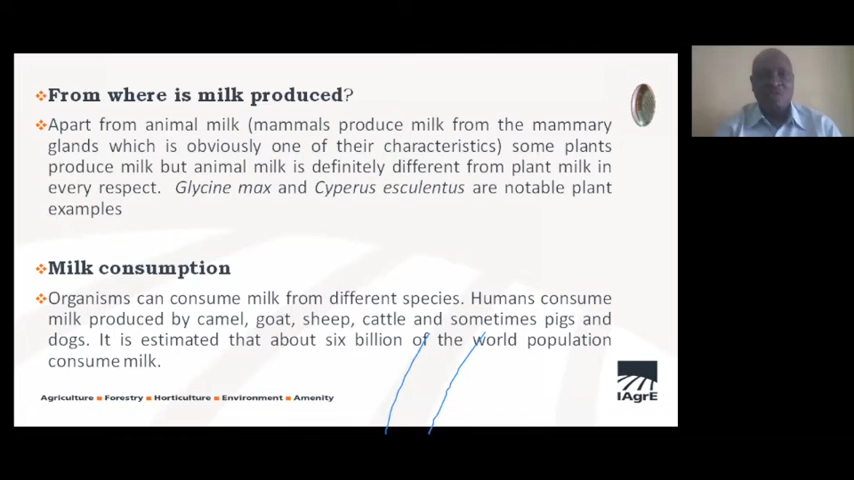 ❖From where is milk produced?
❖Apart from animal milk (mammals produce milk from the mammary
glands which is obviously one of their characteristics) some plants
produce milk but animal milk is definitely different from plant milk in
every respect. Glycine max and Cyperus esculentus are notable plant
examples
❖Milk consumption
❖Organisms can consume milk from different species. Humans consume
milk produced by camel, goat, sheep, cattle and sometimes pigs and
dogs. It is estimated that about six billion of the world population
consume milk.
Agriculture ■ Forestry ■ Horticulture ■ Environment ■ Amenity
IAgrE